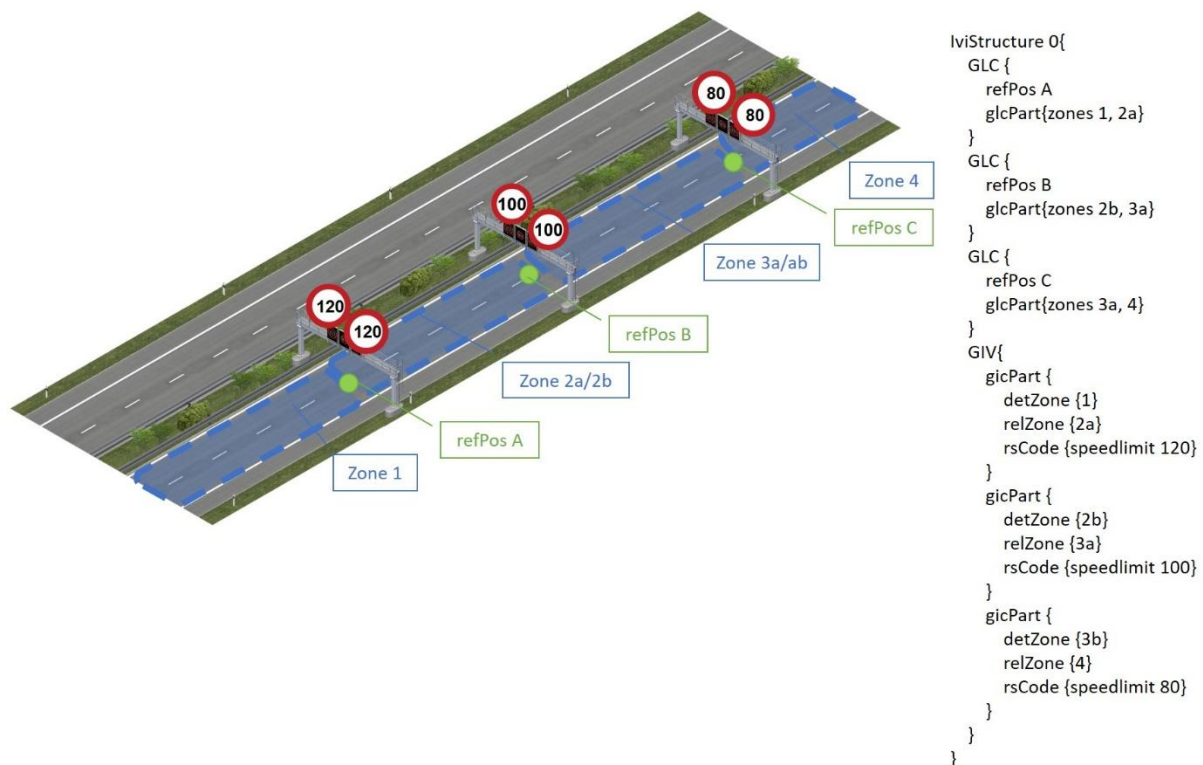 80
80
Zone 4
100
100
refPos C
Zone 3a/ab
120
120
refPos B
Zone 2a/2b
refPos A
Zone 1
IviStructure 0{
GLC {
refPos A
glcPart{zones 1, 2a}
}
GLC {
refPos B
glcPart{zones 2b, 3a}
}
GLC {
refPos C
glcPart{zones 3a, 4}
}
GIV{
gicPart {
detZone {1}
relZone {2a}
rsCode {speedlimit 120}
}
gicPart {
detZone {2b}
relZone {3a}
rsCode {speedlimit 100}
}
gicPart {
detZone {3b}
relZone {4}
rsCode {speedlimit 80}
}
}
}